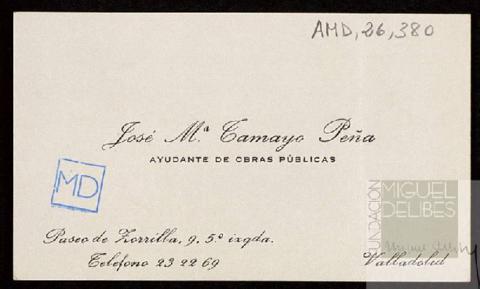 AMD, 26, 380
José Mª Tamayo Peña
AYUDANTE DE OBRAS PÚBLICAS
MD
Paseo de Zorrilla, 9, 5º izqda.
Teléfono 23 22 69
Valladolid
FUNDACIÓN
MIGUEL
DELIBES